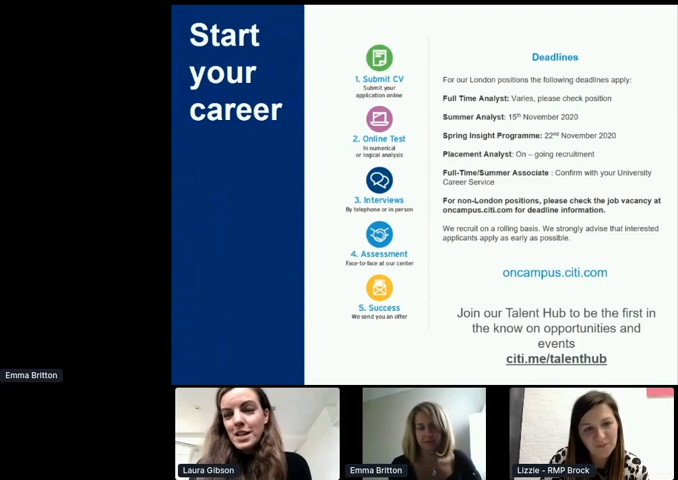 Start
your
career
1. Submit CV
Submit your
application online
2. Online Test
In numerical
or logical analysis
3. Interviews
By telephone or in person
4. Assessment
Face-to-face at our center
5. Success
We send you an offer
Deadlines
For our London positions the following deadlines apply:
Full Time Analyst: Varies, please check position
Summer Analyst: 15th November 2020
Spring Insight Programme: 22nd November 2020
Placement Analyst: On – going recruitment
Full-Time/Summer Associate : Confirm with your University
Career Service
For non-London positions, please check the job vacancy at
oncampus.citi.com for deadline information.
We recruit on a rolling basis. We strongly advise that interested
applicants apply as early as possible.
oncampus.citi.com
Join our Talent Hub to be the first in
the know on opportunities and
events
citi.me/talenthub
Emma Britton
Laura Gibson
Emma Britton
Lizzie - RMP Brock